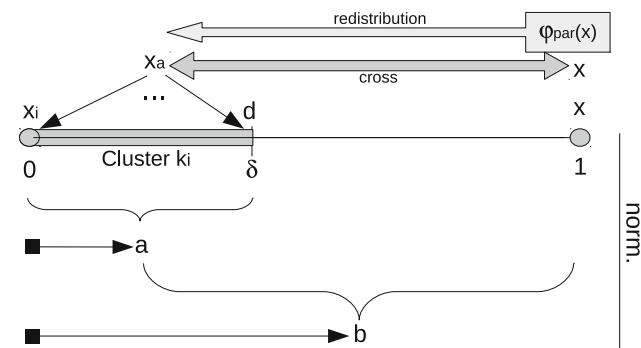 redistribution
φpar(x)
xa
x
cross
...
xi
d
x
Cluster ki
0
δ
1
a
norm.
b